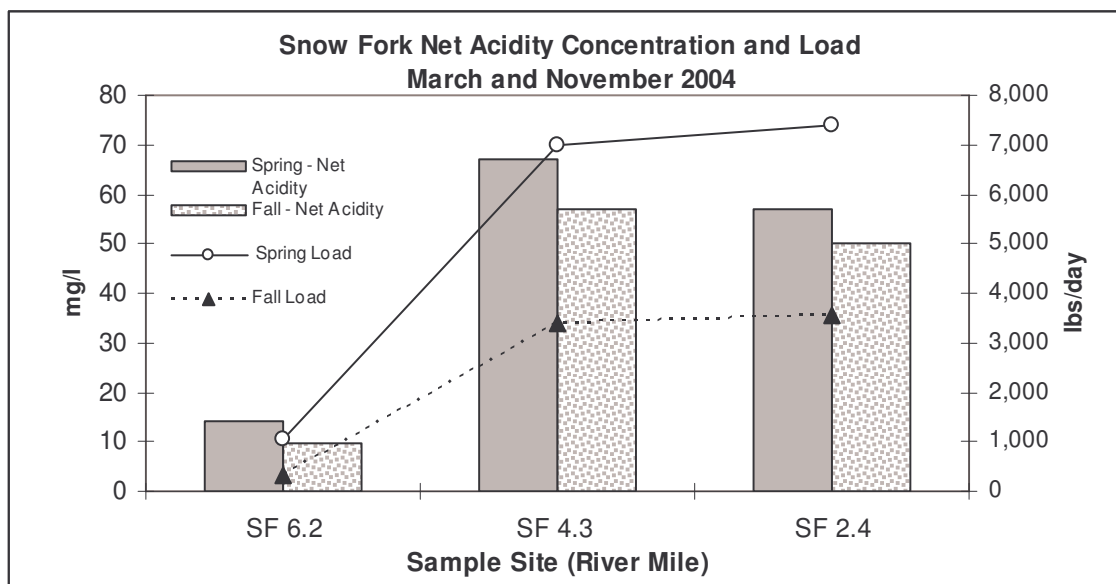 Snow Fork Net Acidity Concentration and Load
March and November 2004
80
70
60
50
40
30
20
10
0
mg/l
8,000
7,000
6,000
5,000
4,000
3,000
2,000
1,000
0
lbs/day
Spring - Net
Acidity
Fall - Net Acidity
Spring Load
Fall Load
SF 6.2
SF 4.3
SF 2.4
Sample Site (River Mile)